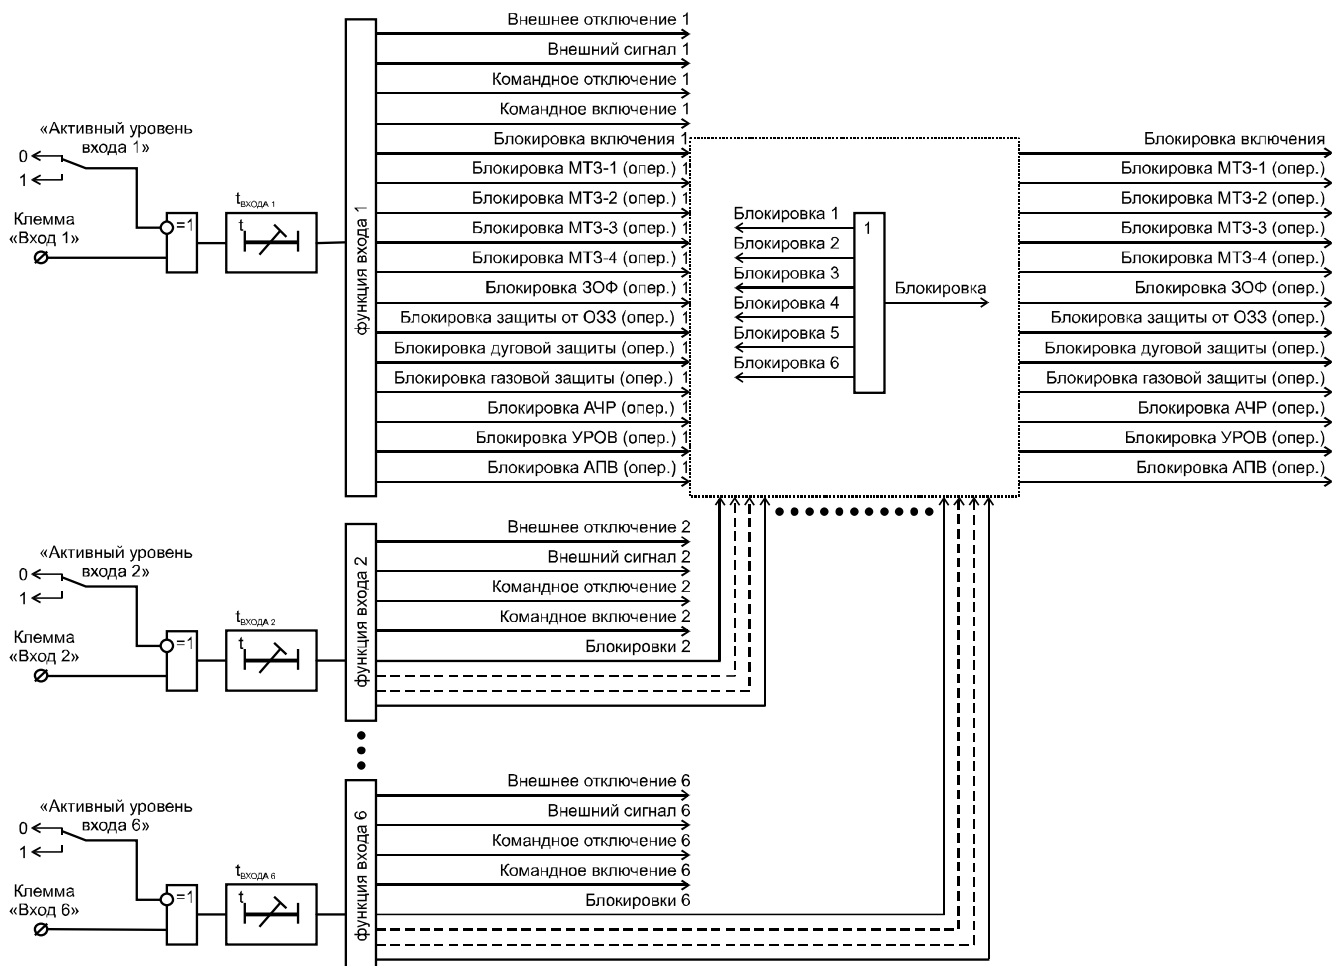 Внешнее отключение 1
Внешний сигнал 1
Командное отключение 1
Командное включение 1
Блокировка включения 1
Блокировка МТЗ-1 (опер.) 1
Блокировка МТЗ-2 (опер.) 1
Блокировка МТЗ-3 (опер.) 1
Блокировка МТЗ-4 (опер.) 1
Блокировка ЗОФ (опер.) 1
Блокировка защиты от ОЗЗ (опер.) 1
Блокировка дуговой защиты (опер.) 1
Блокировка газовой защиты (опер.) 1
Блокировка АЧР (опер.) 1
Блокировка УРОВ (опер.) 1
Блокировка АПВ (опер.) 1
«Активный уровень
входа 1»
0
1
Клемма
«Вход 1»
=1
tВХОДА 1
t
функция входа 1
Блокировка 1
Блокировка 2
Блокировка 3
Блокировка 4
Блокировка 5
Блокировка 6
1
Блокировка
Блокировка включения
Блокировка МТЗ-1 (опер.)
Блокировка МТЗ-2 (опер.)
Блокировка МТЗ-3 (опер.)
Блокировка МТЗ-4 (опер.)
Блокировка ЗОФ (опер.)
Блокировка защиты от ОЗЗ (опер.)
Блокировка дуговой защиты (опер.)
Блокировка газовой защиты (опер.)
Блокировка АЧР (опер.)
Блокировка УРОВ (опер.)
Блокировка АПВ (опер.)
«Активный уровень
входа 2»
0
1
Клемма
«Вход 2»
=1
tВХОДА 2
t
функция входа 2
Внешнее отключение 2
Внешний сигнал 2
Командное отключение 2
Командное включение 2
Блокировки 2
«Активный уровень
входа 6»
0
1
Клемма
«Вход 6»
=1
tВХОДА 6
t
функция входа 6
Внешнее отключение 6
Внешний сигнал 6
Командное отключение 6
Командное включение 6
Блокировки 6